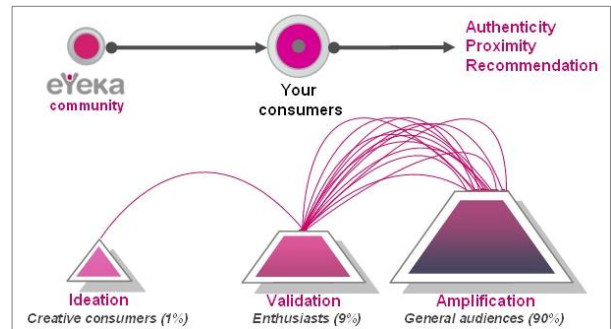 Authenticity
Proximity
Recommendation
eYeka
community
Your
consumers
Ideation
Creative consumers (1%)
Validation
Enthusiasts (9%)
Amplification
General audiences (90%)